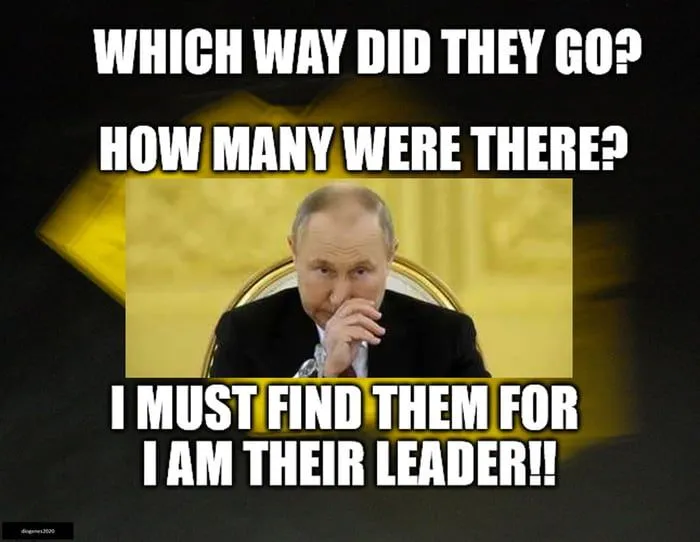 WHICH WAY DID THEY GO?
HOW MANY WERE THERE?
I MUST FIND THEM FOR
I AM THEIR LEADER!!
diogenes2020